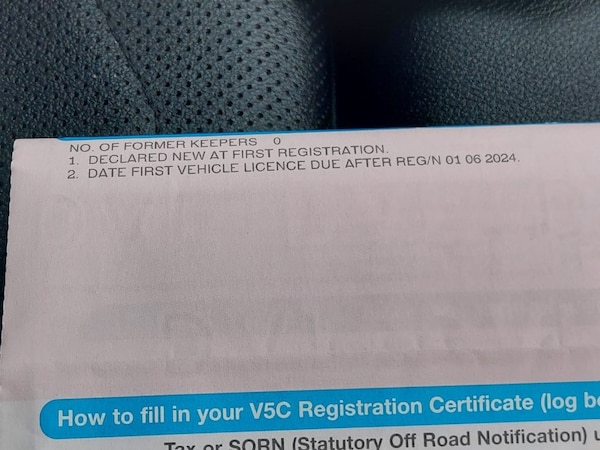 NO. OF FORMER KEEPERS 0
1. DECLARED NEW AT FIRST REGISTRATION.
2. DATE FIRST VEHICLE LICENCE DUE AFTER REG/N 01 06 2024.
How to fill in your V5C Registration Certificate (log b
Tax or SORN (Statutory Off Road Notification) u